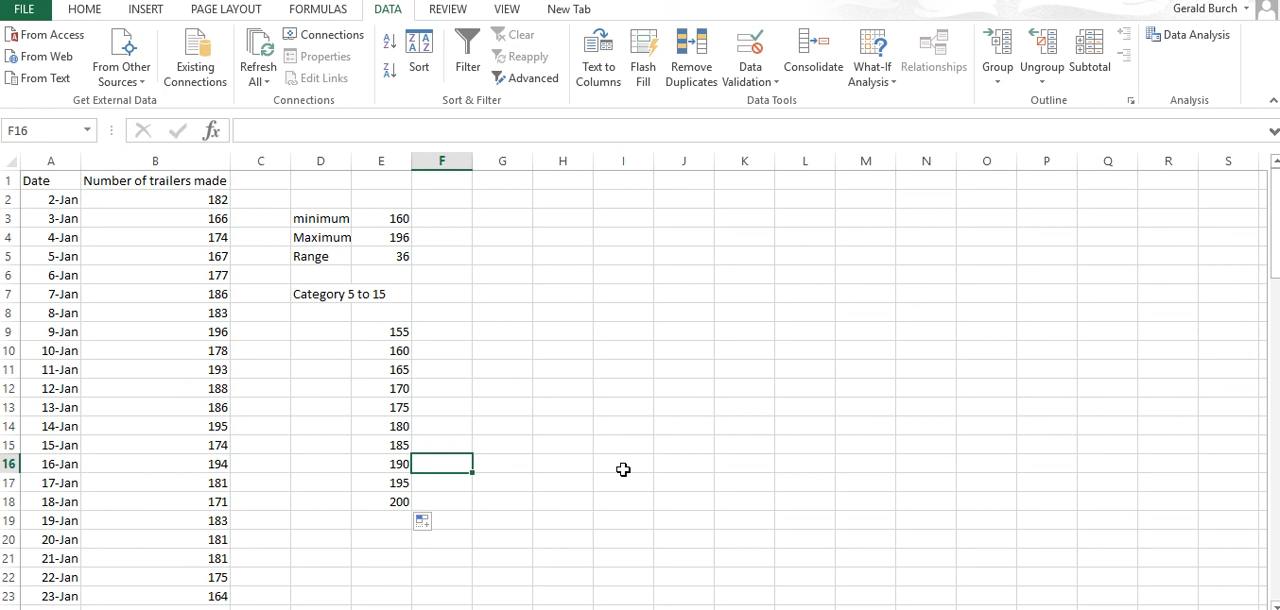 FILE HOME INSERT PAGE LAYOUT FORMULAS DATA REVIEW VIEW New Tab Gerald Burch
From Access
From Web
From Text
From Other Sources
Existing Connections
Get External Data
Refresh All
Connections
Properties
Edit Links
Connections
Sort
Filter
Clear
Reapply
Advanced
Sort & Filter
Text to Columns
Flash Fill
Remove Duplicates
Data Validation
Consolidate
What-If Analysis
Relationships
Data Tools
Group
Ungroup
Subtotal
Outline
Data Analysis
Analysis
F16 fx
A B C D E F G H I J K L M N O P Q R S
1 Date Number of trailers made
2 2-Jan 182
3 3-Jan 166 minimum 160
4 4-Jan 174 Maximum 196
5 5-Jan 167 Range 36
6 6-Jan 177
7 7-Jan 186 Category 5 to 15
8 8-Jan 183
9 9-Jan 196 155
10 10-Jan 178 160
11 11-Jan 193 165
12 12-Jan 188 170
13 13-Jan 186 175
14 14-Jan 195 180
15 15-Jan 174 185
16 16-Jan 194 190
17 17-Jan 181 195
18 18-Jan 171 200
19 19-Jan 183
20 20-Jan 181
21 21-Jan 181
22 22-Jan 175
23 23-Jan 164